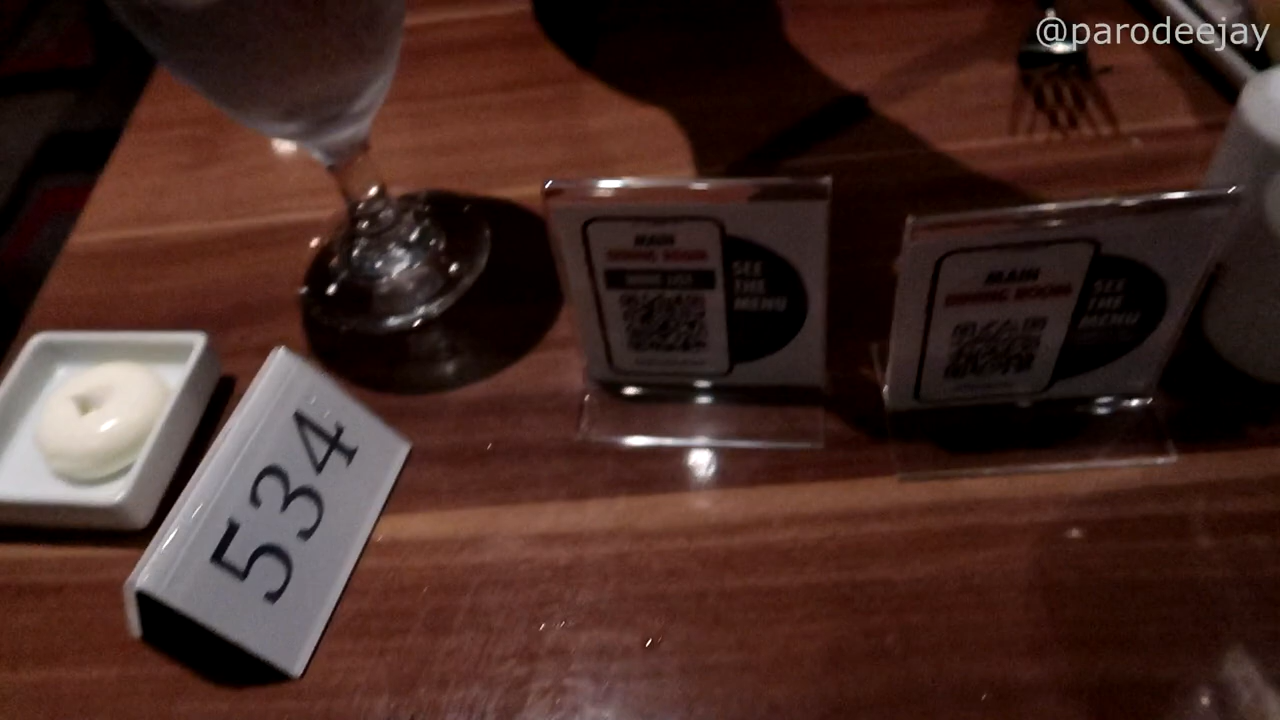 @parodeejay
MAIN
DINING ROOM
SEE
THE
MENU
MAIN
DINING ROOM
SEE
THE
MENU
534